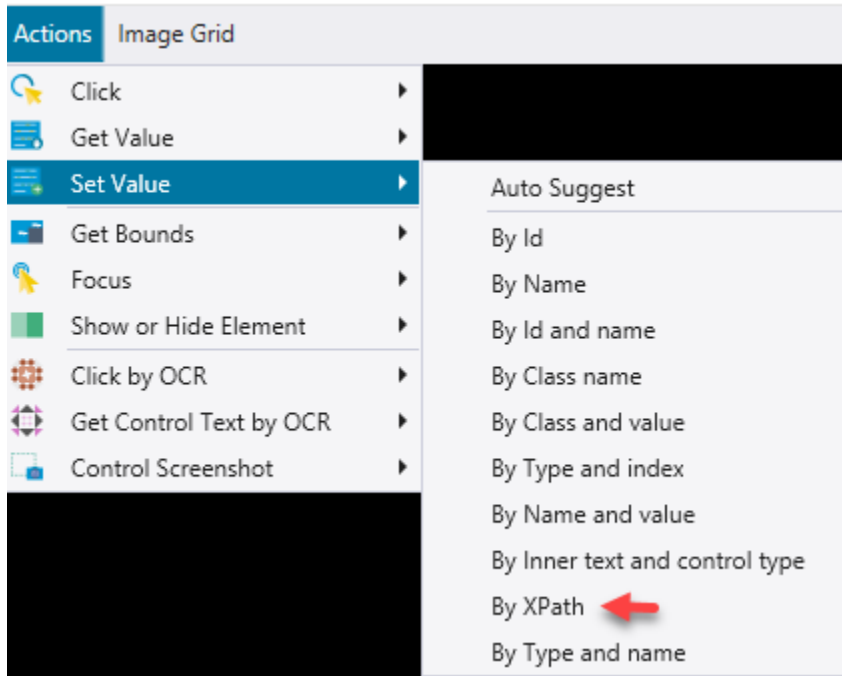 Actions Image Grid
Click
Get Value
Set Value
Get Bounds
Focus
Show or Hide Element
Click by OCR
Get Control Text by OCR
Control Screenshot
Auto Suggest
By Id
By Name
By Id and name
By Class name
By Class and value
By Type and index
By Name and value
By Inner text and control type
By XPath
By Type and name